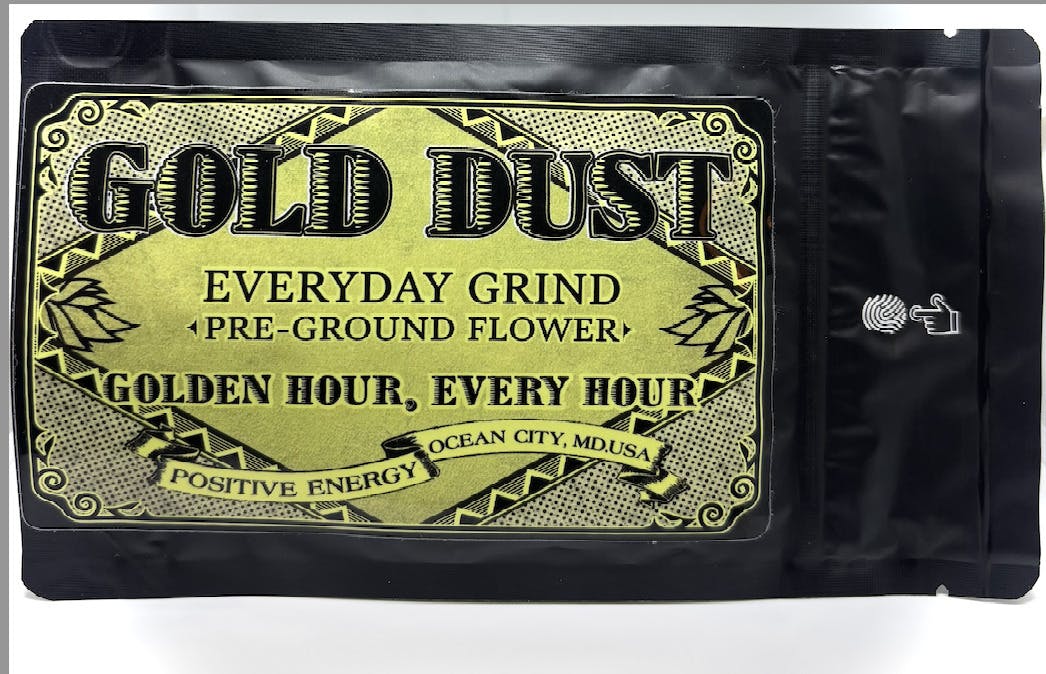 GOLD DUST
EVERYDAY GRIND
PRE-GROUND FLOWER
GOLDEN HOUR, EVERY HOUR
POSITIVE ENERGY
OCEAN CITY, MD.USA